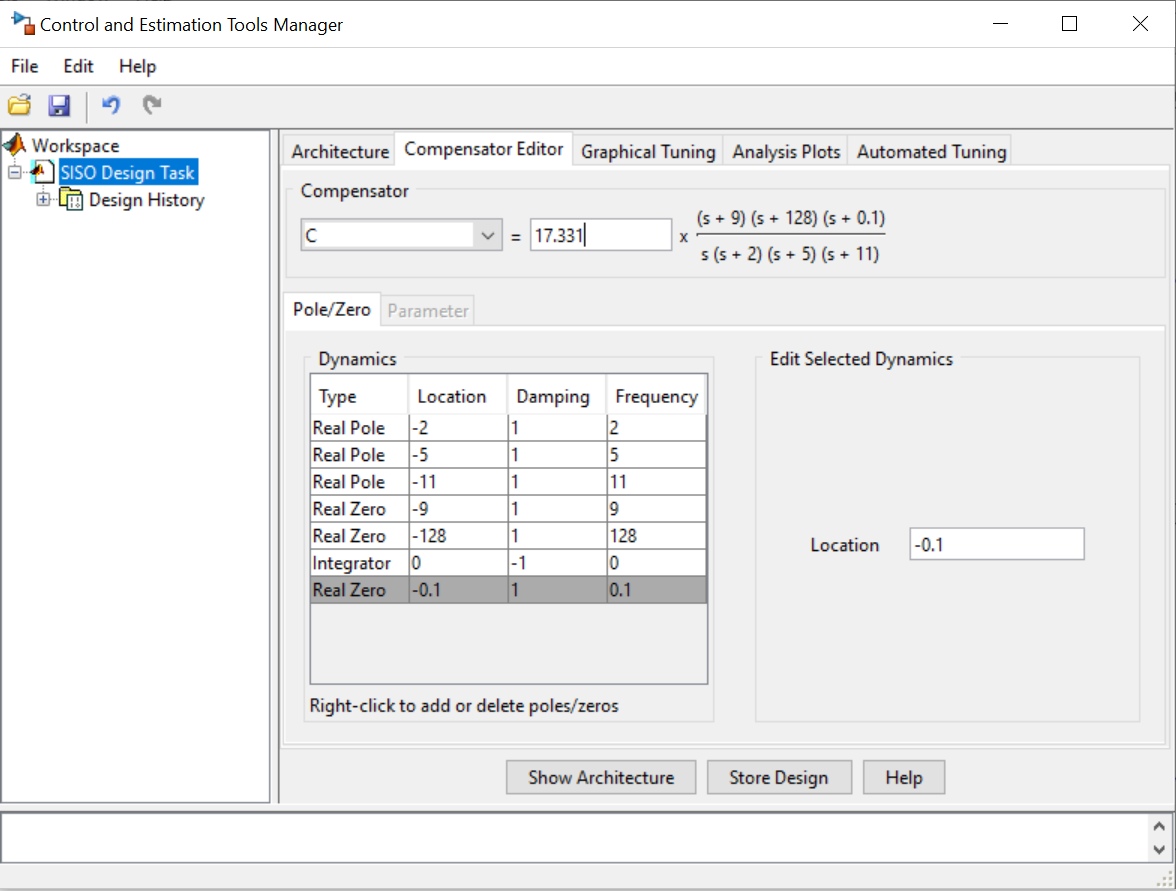 Control and Estimation Tools Manager
File Edit Help
Workspace
SISO Design Task
Design History
Architecture Compensator Editor Graphical Tuning Analysis Plots Automated Tuning
Compensator
C = 17.331 x (s + 9) (s + 128) (s + 0.1)
s (s + 2) (s + 5) (s + 11)
Pole/Zero Parameter
Dynamics
Type Location Damping Frequency
Real Pole -2 1 2
Real Pole -5 1 5
Real Pole -11 1 11
Real Zero -9 1 9
Real Zero -128 1 128
Integrator 0 -1 0
Real Zero -0.1 1 0.1
Right-click to add or delete poles/zeros
Edit Selected Dynamics
Location -0.1
Show Architecture Store Design Help